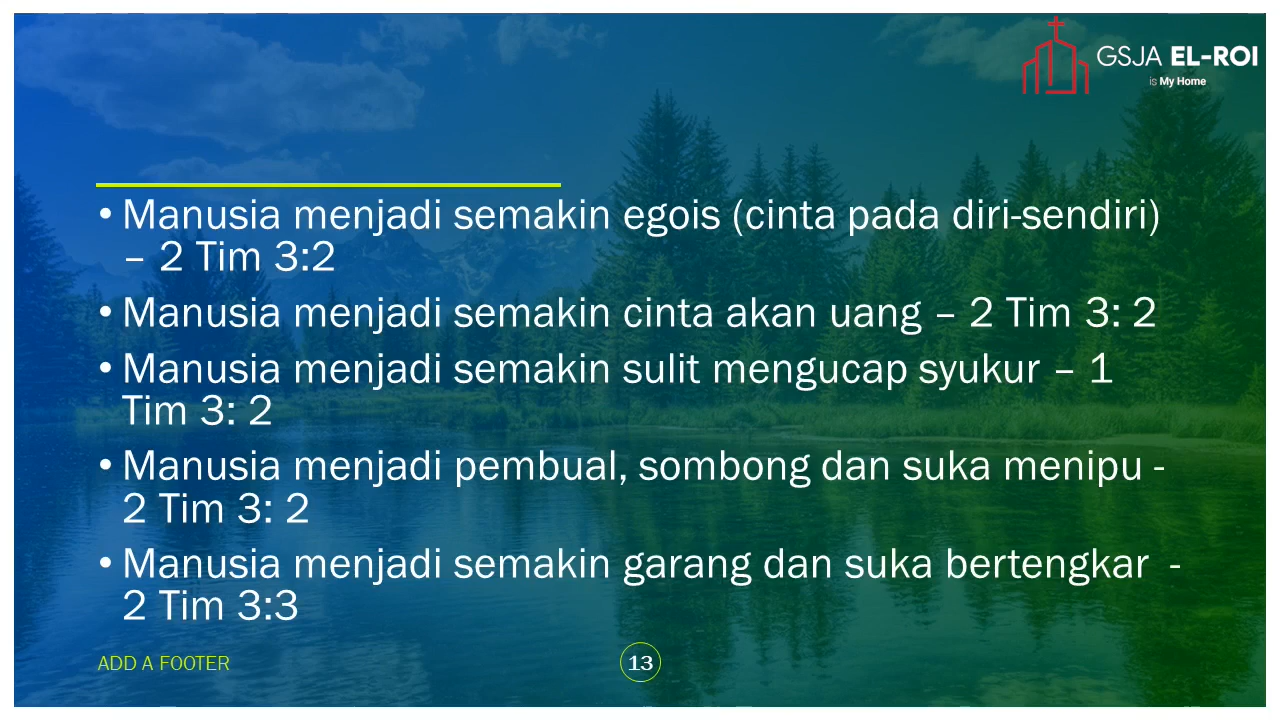 GSJA EL-ROI
is My Home
• Manusia menjadi semakin egois (cinta pada diri-sendiri)
– 2 Tim 3:2
• Manusia menjadi semakin cinta akan uang – 2 Tim 3: 2
• Manusia menjadi semakin sulit mengucap syukur – 1
Tim 3: 2
• Manusia menjadi pembual, sombong dan suka menipu -
2 Tim 3: 2
• Manusia menjadi semakin garang dan suka bertengkar -
2 Tim 3:3
ADD A FOOTER
13